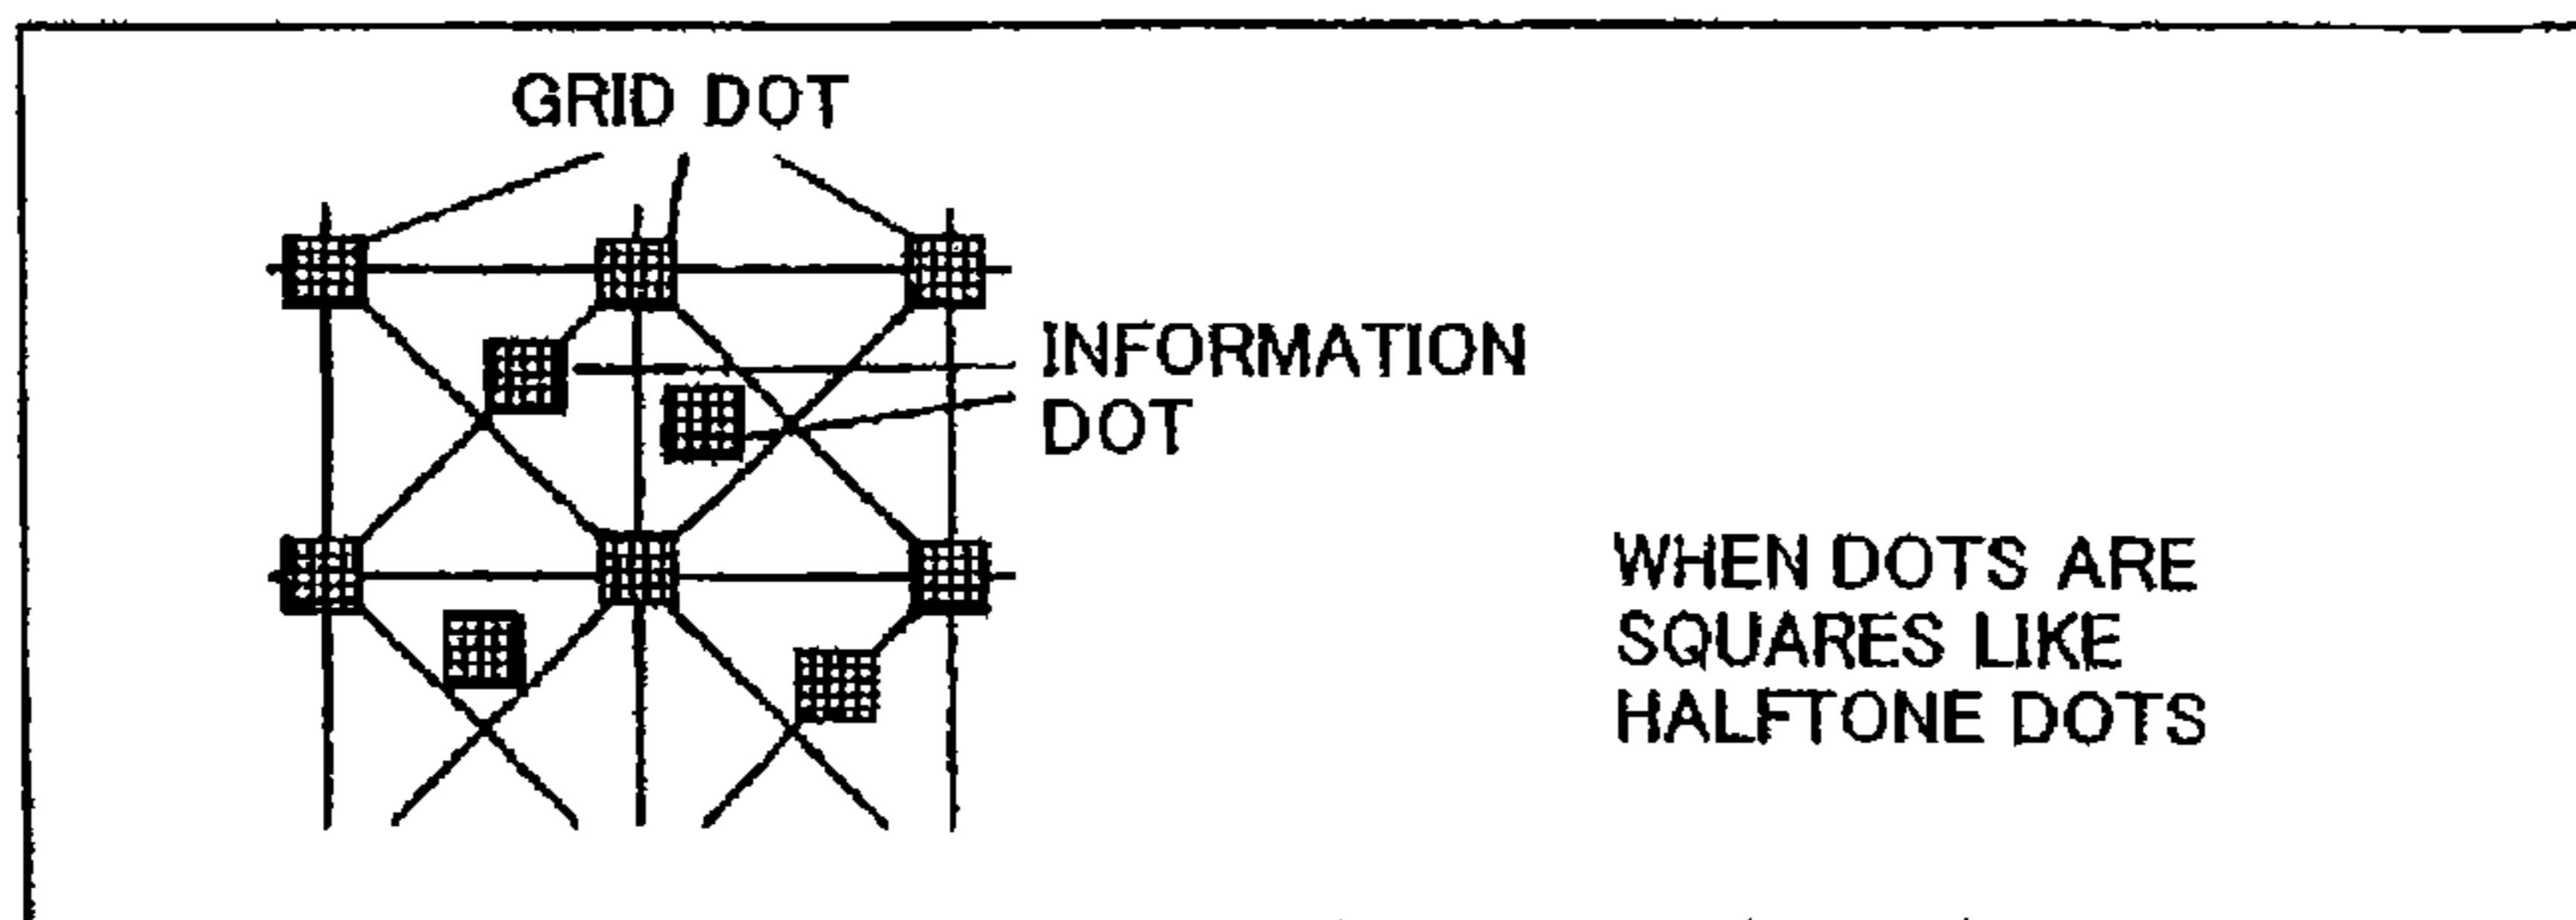 GRID DOT
INFORMATION
DOT
WHEN DOTS ARE
SQUARES LIKE
HALFTONE DOTS